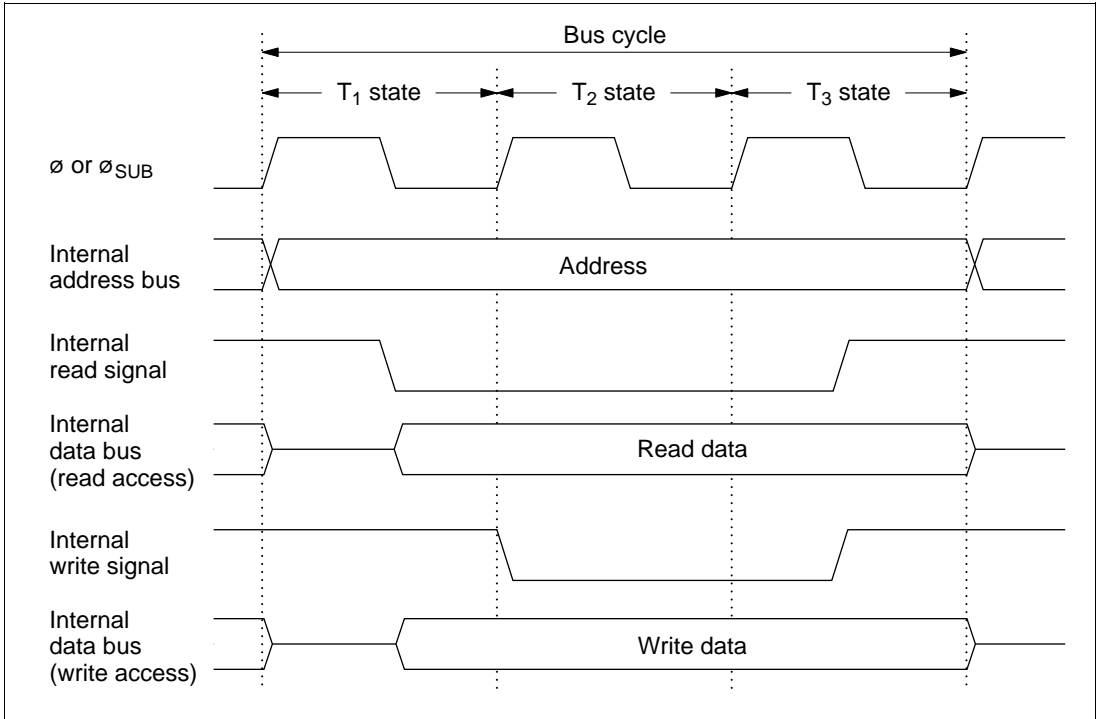 Bus cycle
T₁ state
T₂ state
T₃ state
ø or ø_SUB
Internal
address bus
Address
Internal
read signal
Internal
data bus
(read access)
Read data
Internal
write signal
Internal
data bus
(write access)
Write data